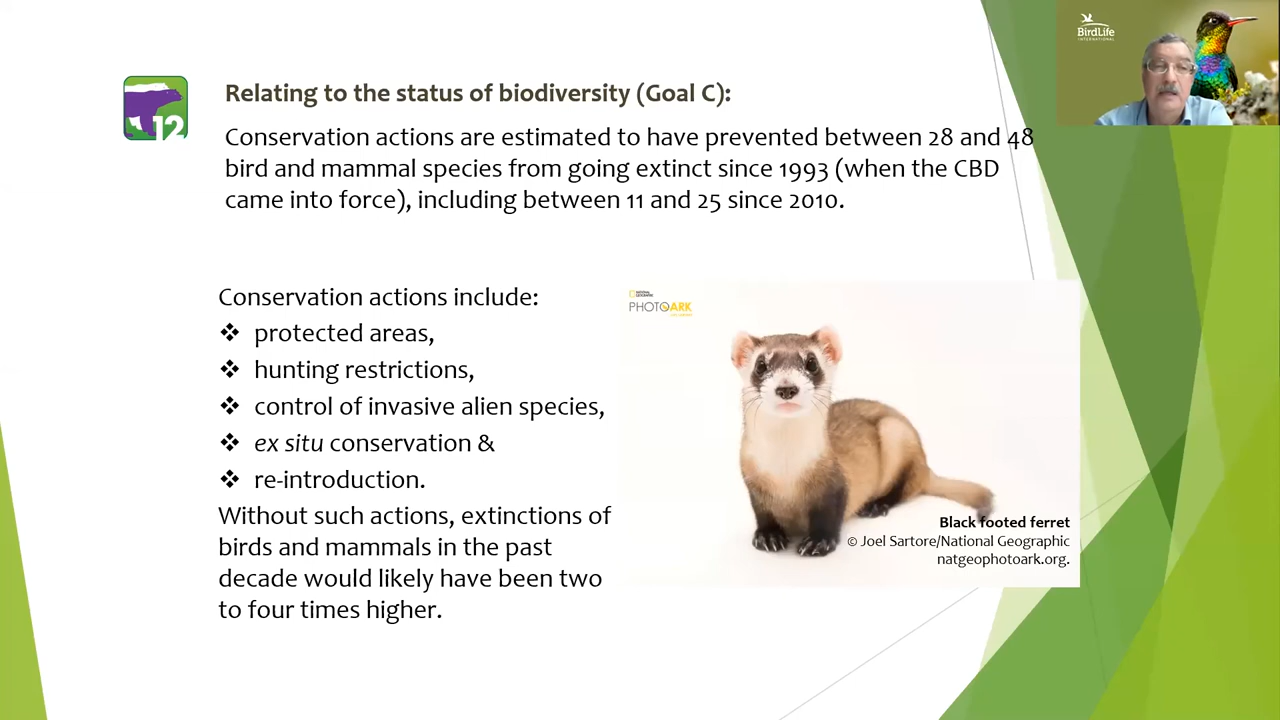 BirdLife
INTERNATIONAL
12
Relating to the status of biodiversity (Goal C):
Conservation actions are estimated to have prevented between 28 and 48
bird and mammal species from going extinct since 1993 (when the CBD
came into force), including between 11 and 25 since 2010.
Conservation actions include:
❖ protected areas,
❖ hunting restrictions,
❖ control of invasive alien species,
❖ ex situ conservation &
❖ re-introduction.
Without such actions, extinctions of
birds and mammals in the past
decade would likely have been two
to four times higher.
NATIONAL
GEOGRAPHIC
PHOTOARK
Black footed ferret
© Joel Sartore/National Geographic
natgeophotoark.org.